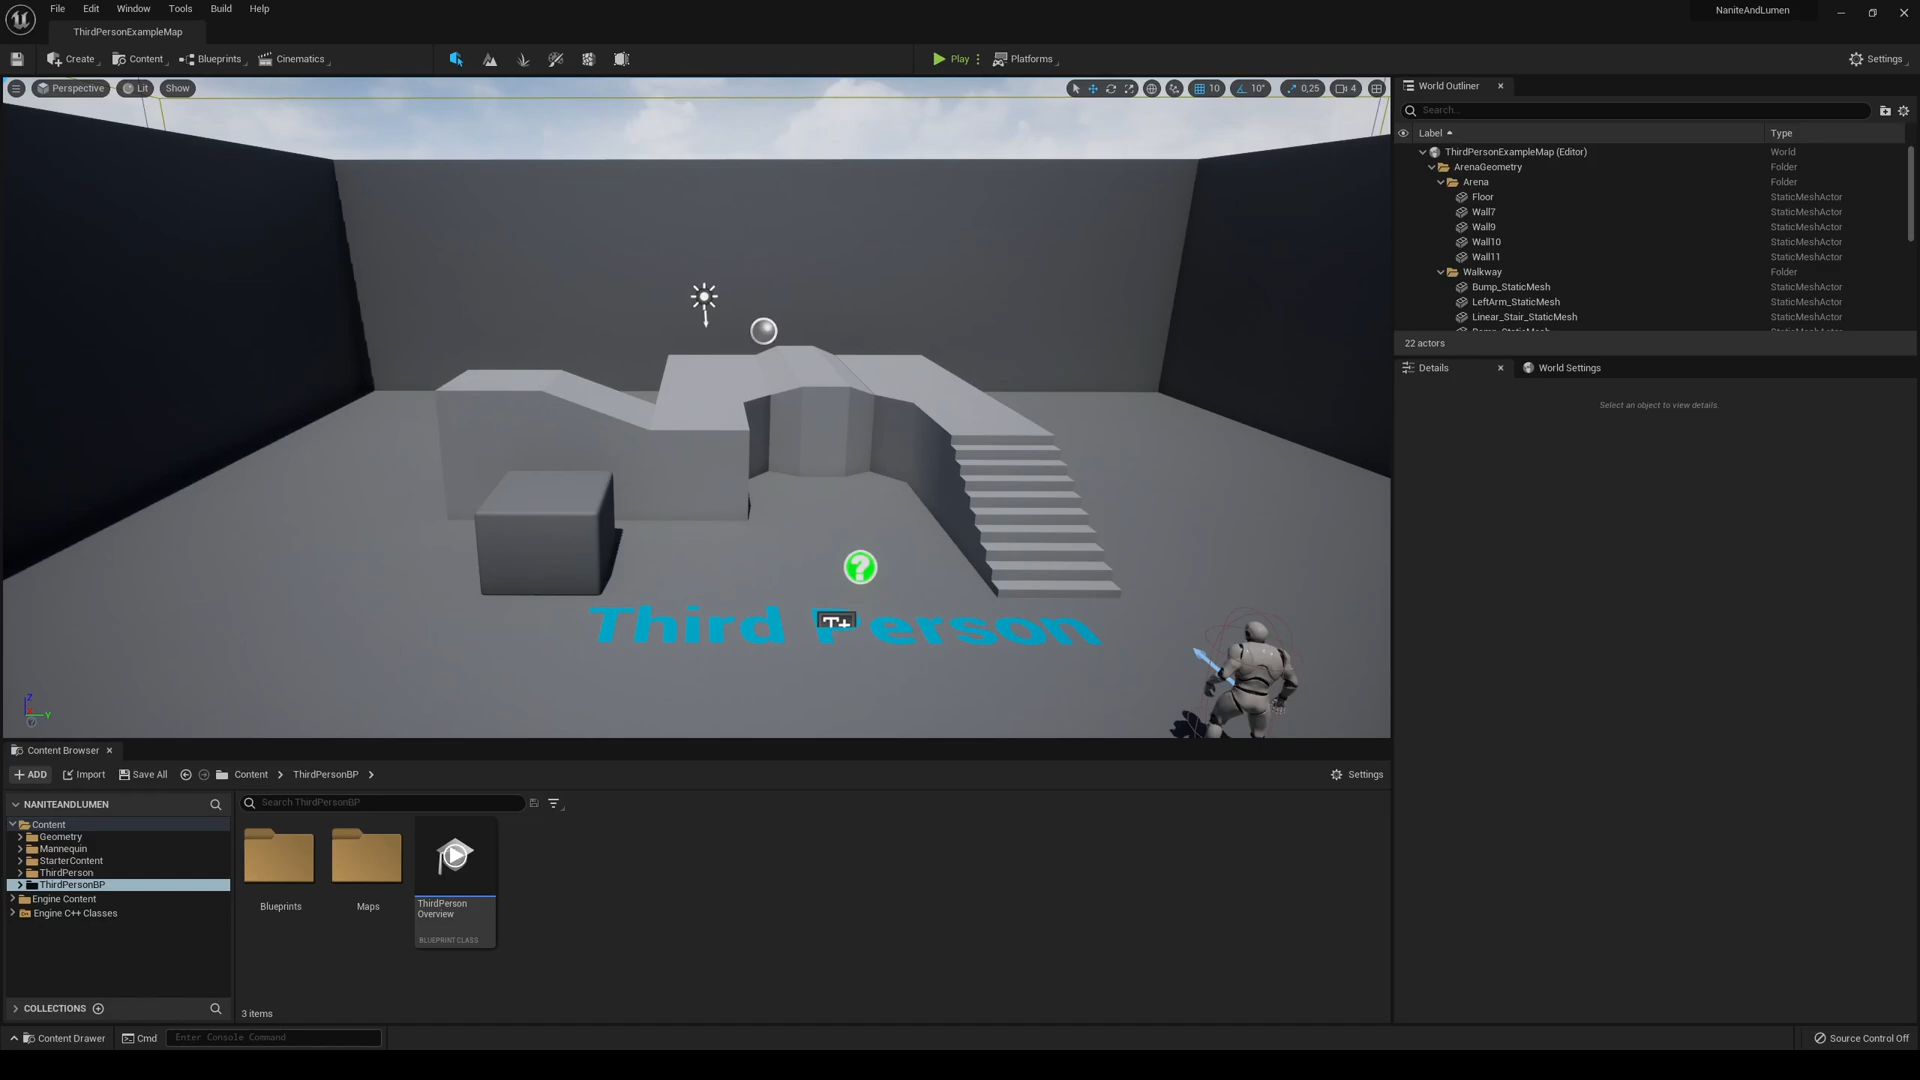 File Edit Window Tools Build Help
NaniteAndLumen
ThirdPersonExampleMap
Create Content Blueprints Cinematics Play Platforms Settings
Perspective Lit Show 10 10° 0,25 4
World Outliner
Search...
Label Type
ThirdPersonExampleMap (Editor) World
ArenaGeometry Folder
Arena Folder
Floor StaticMeshActor
Wall7 StaticMeshActor
Wall9 StaticMeshActor
Wall10 StaticMeshActor
Wall11 StaticMeshActor
Walkway Folder
Bump_StaticMesh StaticMeshActor
LeftArm_StaticMesh StaticMeshActor
Linear_Stair_StaticMesh StaticMeshActor
22 actors
Details World Settings
Select an object to view details.
Third Person
T+
Z
Y
Content Browser
ADD Import Save All Content ThirdPersonBP Settings
NANITEANDLUMEN
Search ThirdPersonBP
Content
Geometry
Mannequin
StarterContent
ThirdPerson
ThirdPersonBP
Engine Content
Engine C++ Classes
Blueprints
Maps
ThirdPerson
Overview
BLUEPRINT CLASS
COLLECTIONS
3 items
Content Drawer Cmd Enter Console Command Source Control Off